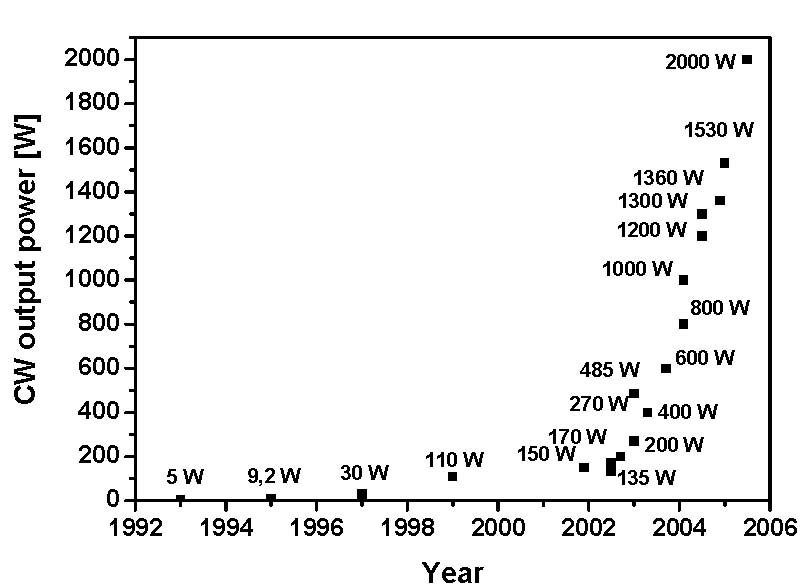 2000 W
2000
1800
1530 W
1600
1360 W
1400
1300 W
1200 W
1200
1000 W
1000
800 W
800
600 W
600
485 W
270 W
400 W
400
170 W
200 W
150 W
110 W
200
135 W
30 W
9,2 W
5 W
0
1992 1994 1996 1998 2000 2002 2004 2006
Year
CW output power [W]